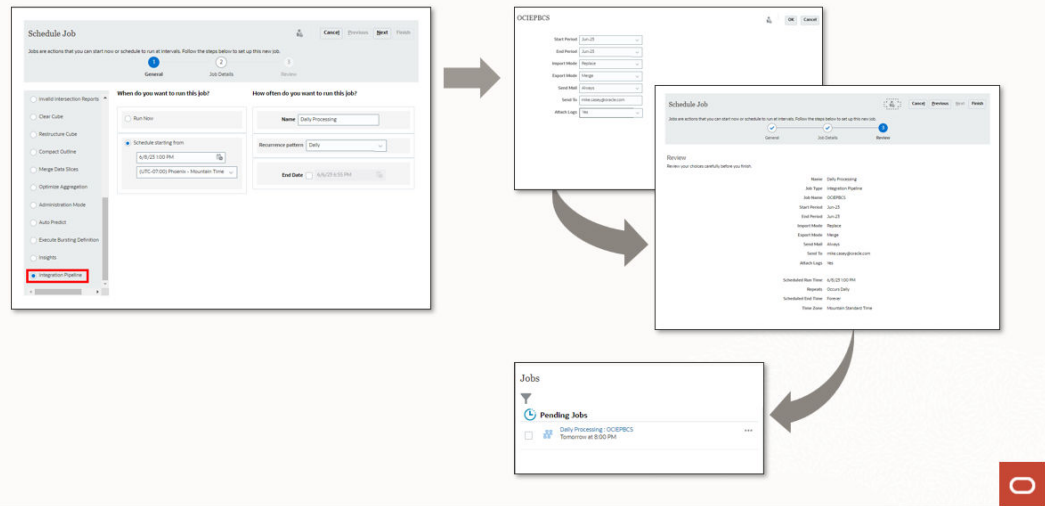 Schedule Job
Cancel Previous Next Finish
Jobs are actions that you can start now or schedule to run at intervals. Follow the steps below to set up this new job.
1 2 3
General Job Details Review
Invalid Intersection Reports
Clear Cube
Restructure Cube
Compact Outline
Merge Data Slices
Optimize Aggregation
Administration Mode
Auto Predict
Execute Bursting Definition
Insights
Integration Pipeline
When do you want to run this job?
Run Now
Schedule starting from
6/8/23 1:00 PM
(UTC-07:00) Phoenix - Mountain Time
How often do you want to run this job?
Name Daily Processing
Recurrence pattern Daily
End Date
OCIEPBCS
OK Cancel
Start Period Jun-23
End Period Jun-23
Import Mode Replace
Export Mode Merge
Send Mail Always
Send To mike.casey@oracle.com
Attach Logs Yes
Schedule Job
Cancel Previous Next Finish
Jobs are actions that you can start now or schedule to run at intervals. Follow the steps below to set up this new job.
General Job Details Review
Review
Review your choices carefully before you finish.
Name Daily Processing
Job Type Integration Pipeline
Job Name OCIEPBCS
Start Period Jun-23
End Period Jun-23
Import Mode Replace
Export Mode Merge
Send Mail Always
Send To mike.casey@oracle.com
Attach Logs Yes
Scheduled Run Time 6/8/23 1:00 PM
Repeats Occurs Daily
Scheduled End Time Forever
Time Zone Mountain Standard Time
Jobs
Pending Jobs
Daily Processing : OCIEPBCS
Tomorrow at 8:00 PM